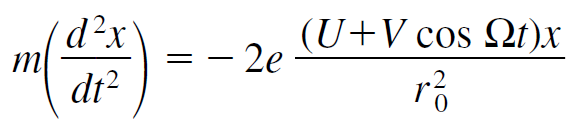 m(d²x/dt²) = − 2e (U+V cos Ωt)x / r₀²